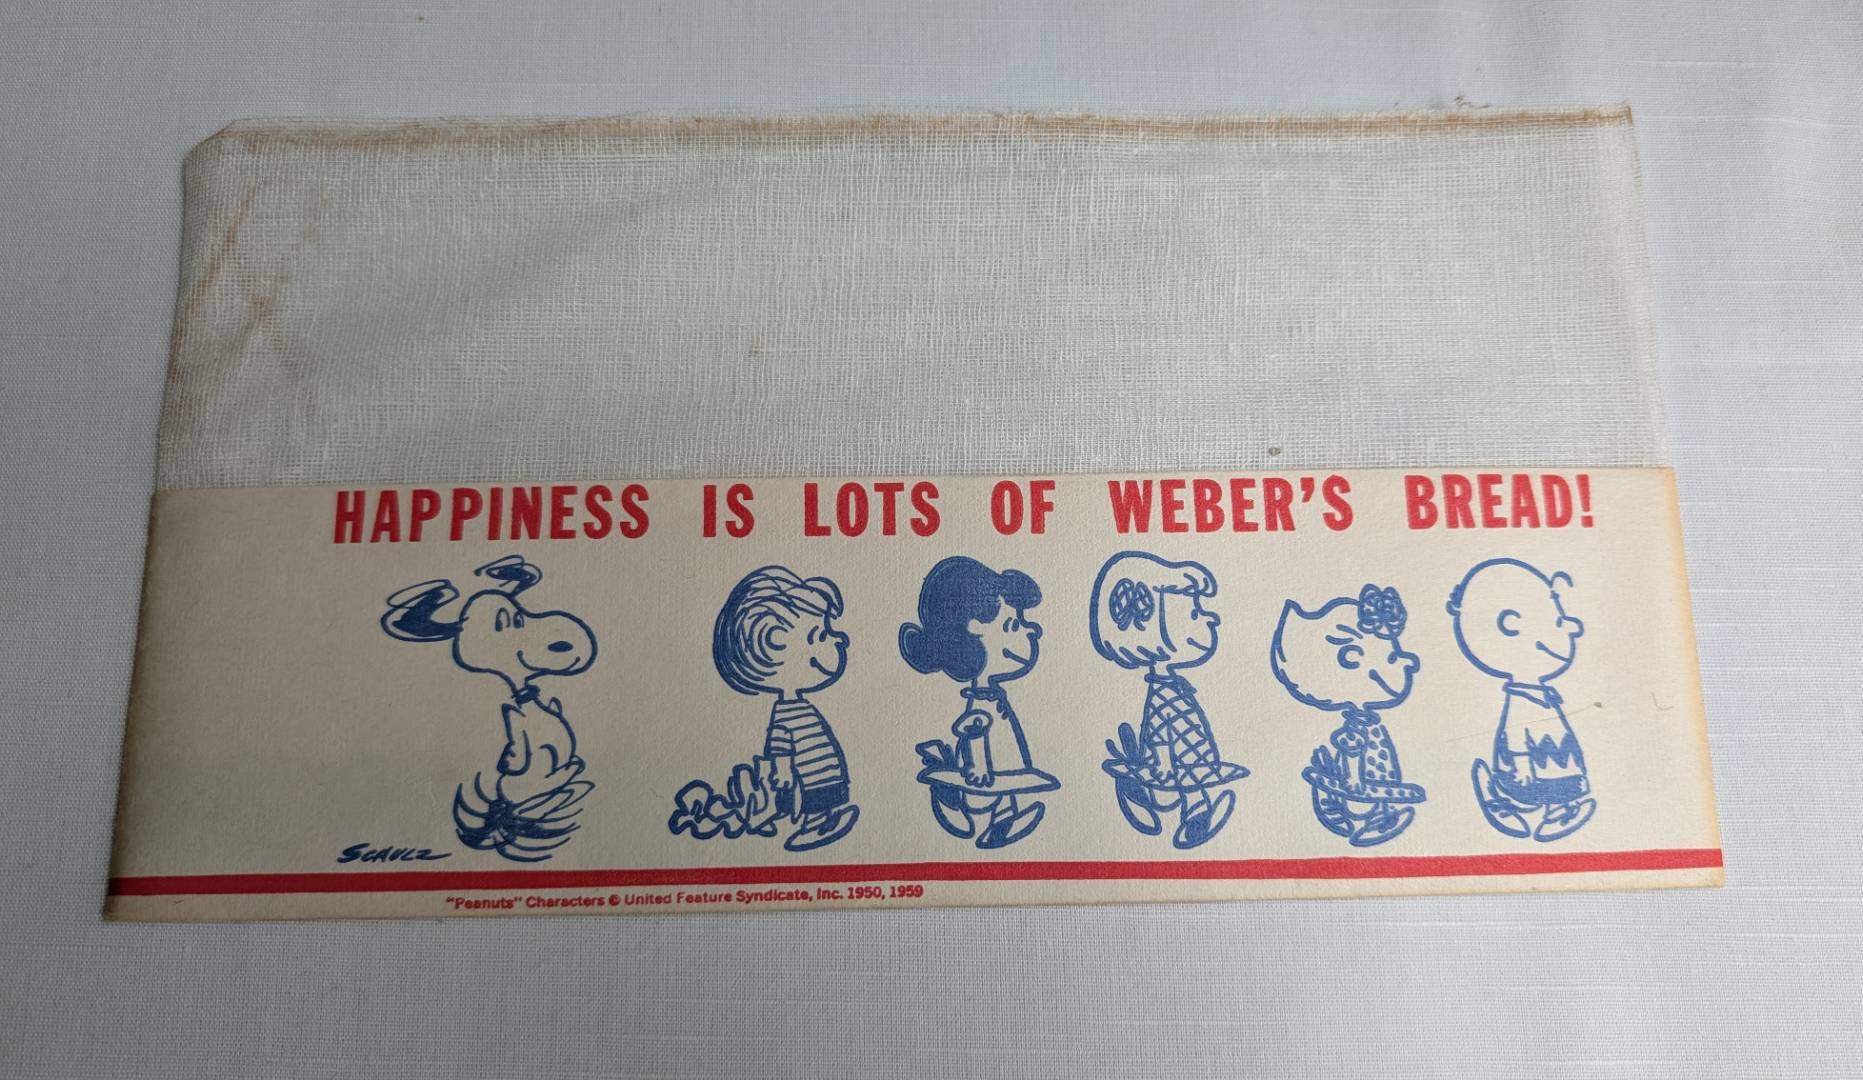 HAPPINESS IS LOTS OF WEBER'S BREAD!
SCHULZ
"Peanuts" Characters © United Feature Syndicate, Inc. 1950, 1959